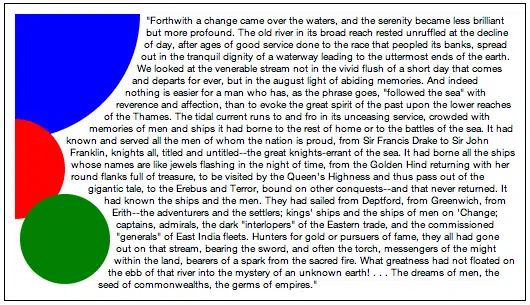 "Forthwith a change came over the waters, and the serenity became less brilliant
but more profound. The old river in its broad reach rested unruffled at the decline
of day, after ages of good service done to the race that peopled its banks, spread
out in the tranquil dignity of a waterway leading to the uttermost ends of the earth.
We looked at the venerable stream not in the vivid flush of a short day that comes
and departs for ever, but in the august light of abiding memories. And indeed
nothing is easier for a man who has, as the phrase goes, "followed the sea" with
reverence and affection, than to evoke the great spirit of the past upon the lower reaches
of the Thames. The tidal current runs to and fro in its unceasing service, crowded with
memories of men and ships it had borne to the rest of home or to the battles of the sea. It had
known and served all the men of whom the nation is proud, from Sir Francis Drake to Sir John
Franklin, knights all, titled and untitled--the great knights-errant of the sea. It had borne all the ships
whose names are like jewels flashing in the night of time, from the Golden Hind returning with her
round flanks full of treasure, to be visited by the Queen's Highness and thus pass out of the
gigantic tale, to the Erebus and Terror, bound on other conquests--and that never returned. It
had known the ships and the men. They had sailed from Deptford, from Greenwich, from
Erith--the adventurers and the settlers; kings' ships and the ships of men on 'Change;
captains, admirals, the dark "interlopers" of the Eastern trade, and the commissioned
"generals" of East India fleets. Hunters for gold or pursuers of fame, they all had gone
out on that stream, bearing the sword, and often the torch, messengers of the might
within the land, bearers of a spark from the sacred fire. What greatness had not floated on
the ebb of that river into the mystery of an unknown earth! . . . The dreams of men, the
seed of commonwealths, the germs of empires."